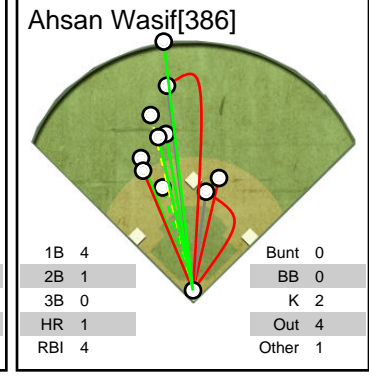 Ahsan Wasif[386]
1B 4 Bunt 0
2B 1 BB 0
3B 0 K 2
HR 1 Out 4
RBI 4 Other 1